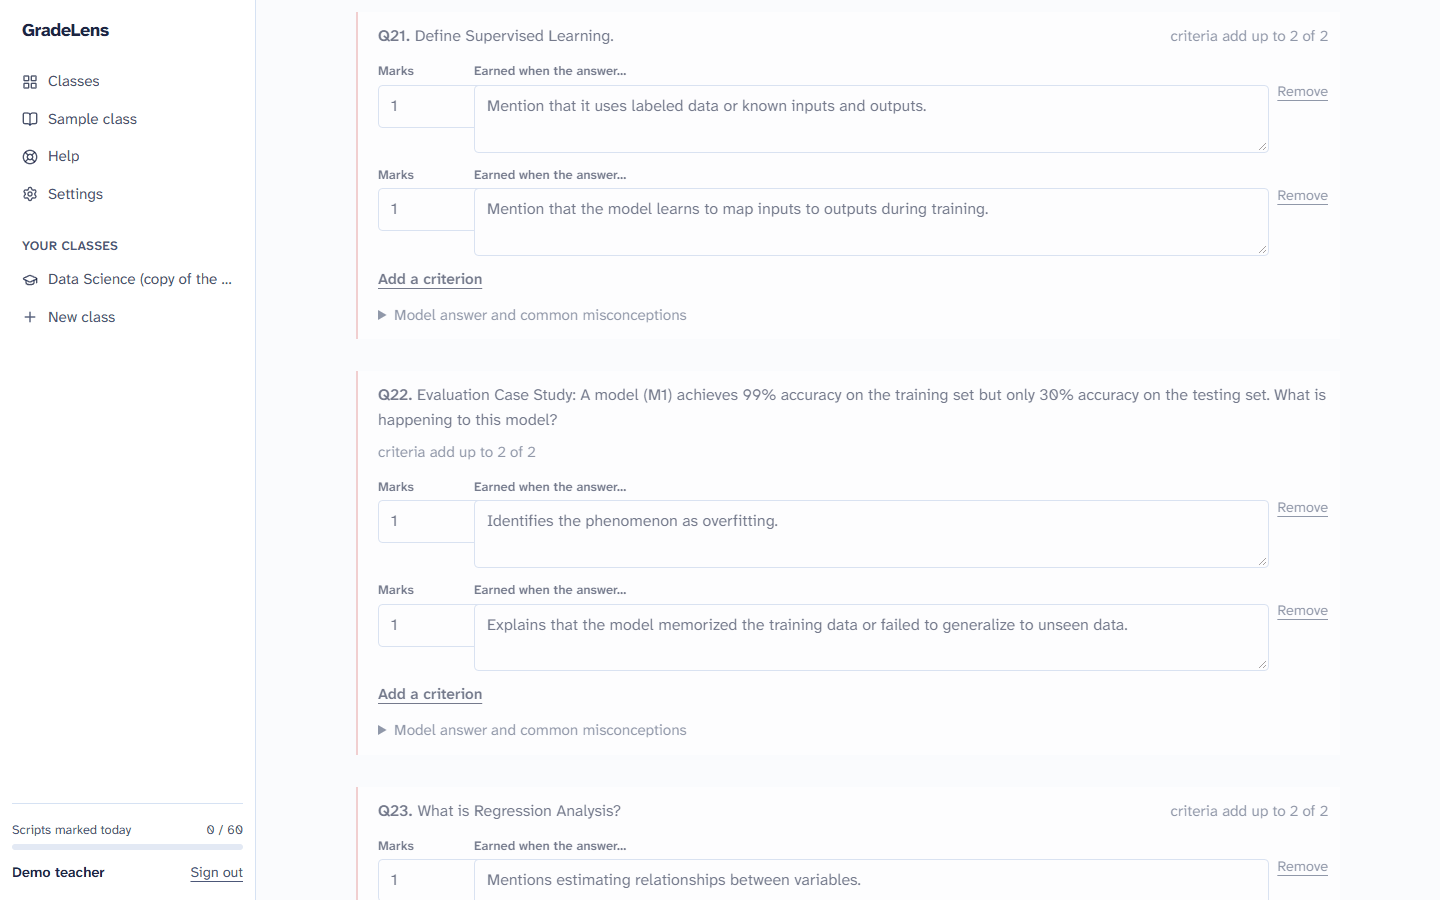 GradeLens
Classes
Sample class
Help
Settings
YOUR CLASSES
Data Science (copy of the ...
New class
Scripts marked today
0 / 60
Demo teacher
Sign out
Q21. Define Supervised Learning.
criteria add up to 2 of 2
Marks
Earned when the answer...
1
Mention that it uses labeled data or known inputs and outputs.
Remove
Marks
Earned when the answer...
1
Mention that the model learns to map inputs to outputs during training.
Remove
Add a criterion
Model answer and common misconceptions
Q22. Evaluation Case Study: A model (M1) achieves 99% accuracy on the training set but only 30% accuracy on the testing set. What is
happening to this model?
criteria add up to 2 of 2
Marks
Earned when the answer...
1
Identifies the phenomenon as overfitting.
Remove
Marks
Earned when the answer...
1
Explains that the model memorized the training data or failed to generalize to unseen data.
Remove
Add a criterion
Model answer and common misconceptions
Q23. What is Regression Analysis?
criteria add up to 2 of 2
Marks
Earned when the answer...
1
Mentions estimating relationships between variables.
Remove